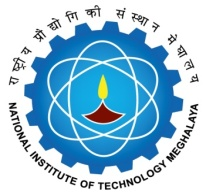 राष्ट्रीय प्रौद्योगिकी संस्थान मेघालय
NATIONAL INSTITUTE OF TECHNOLOGY MEGHALAYA